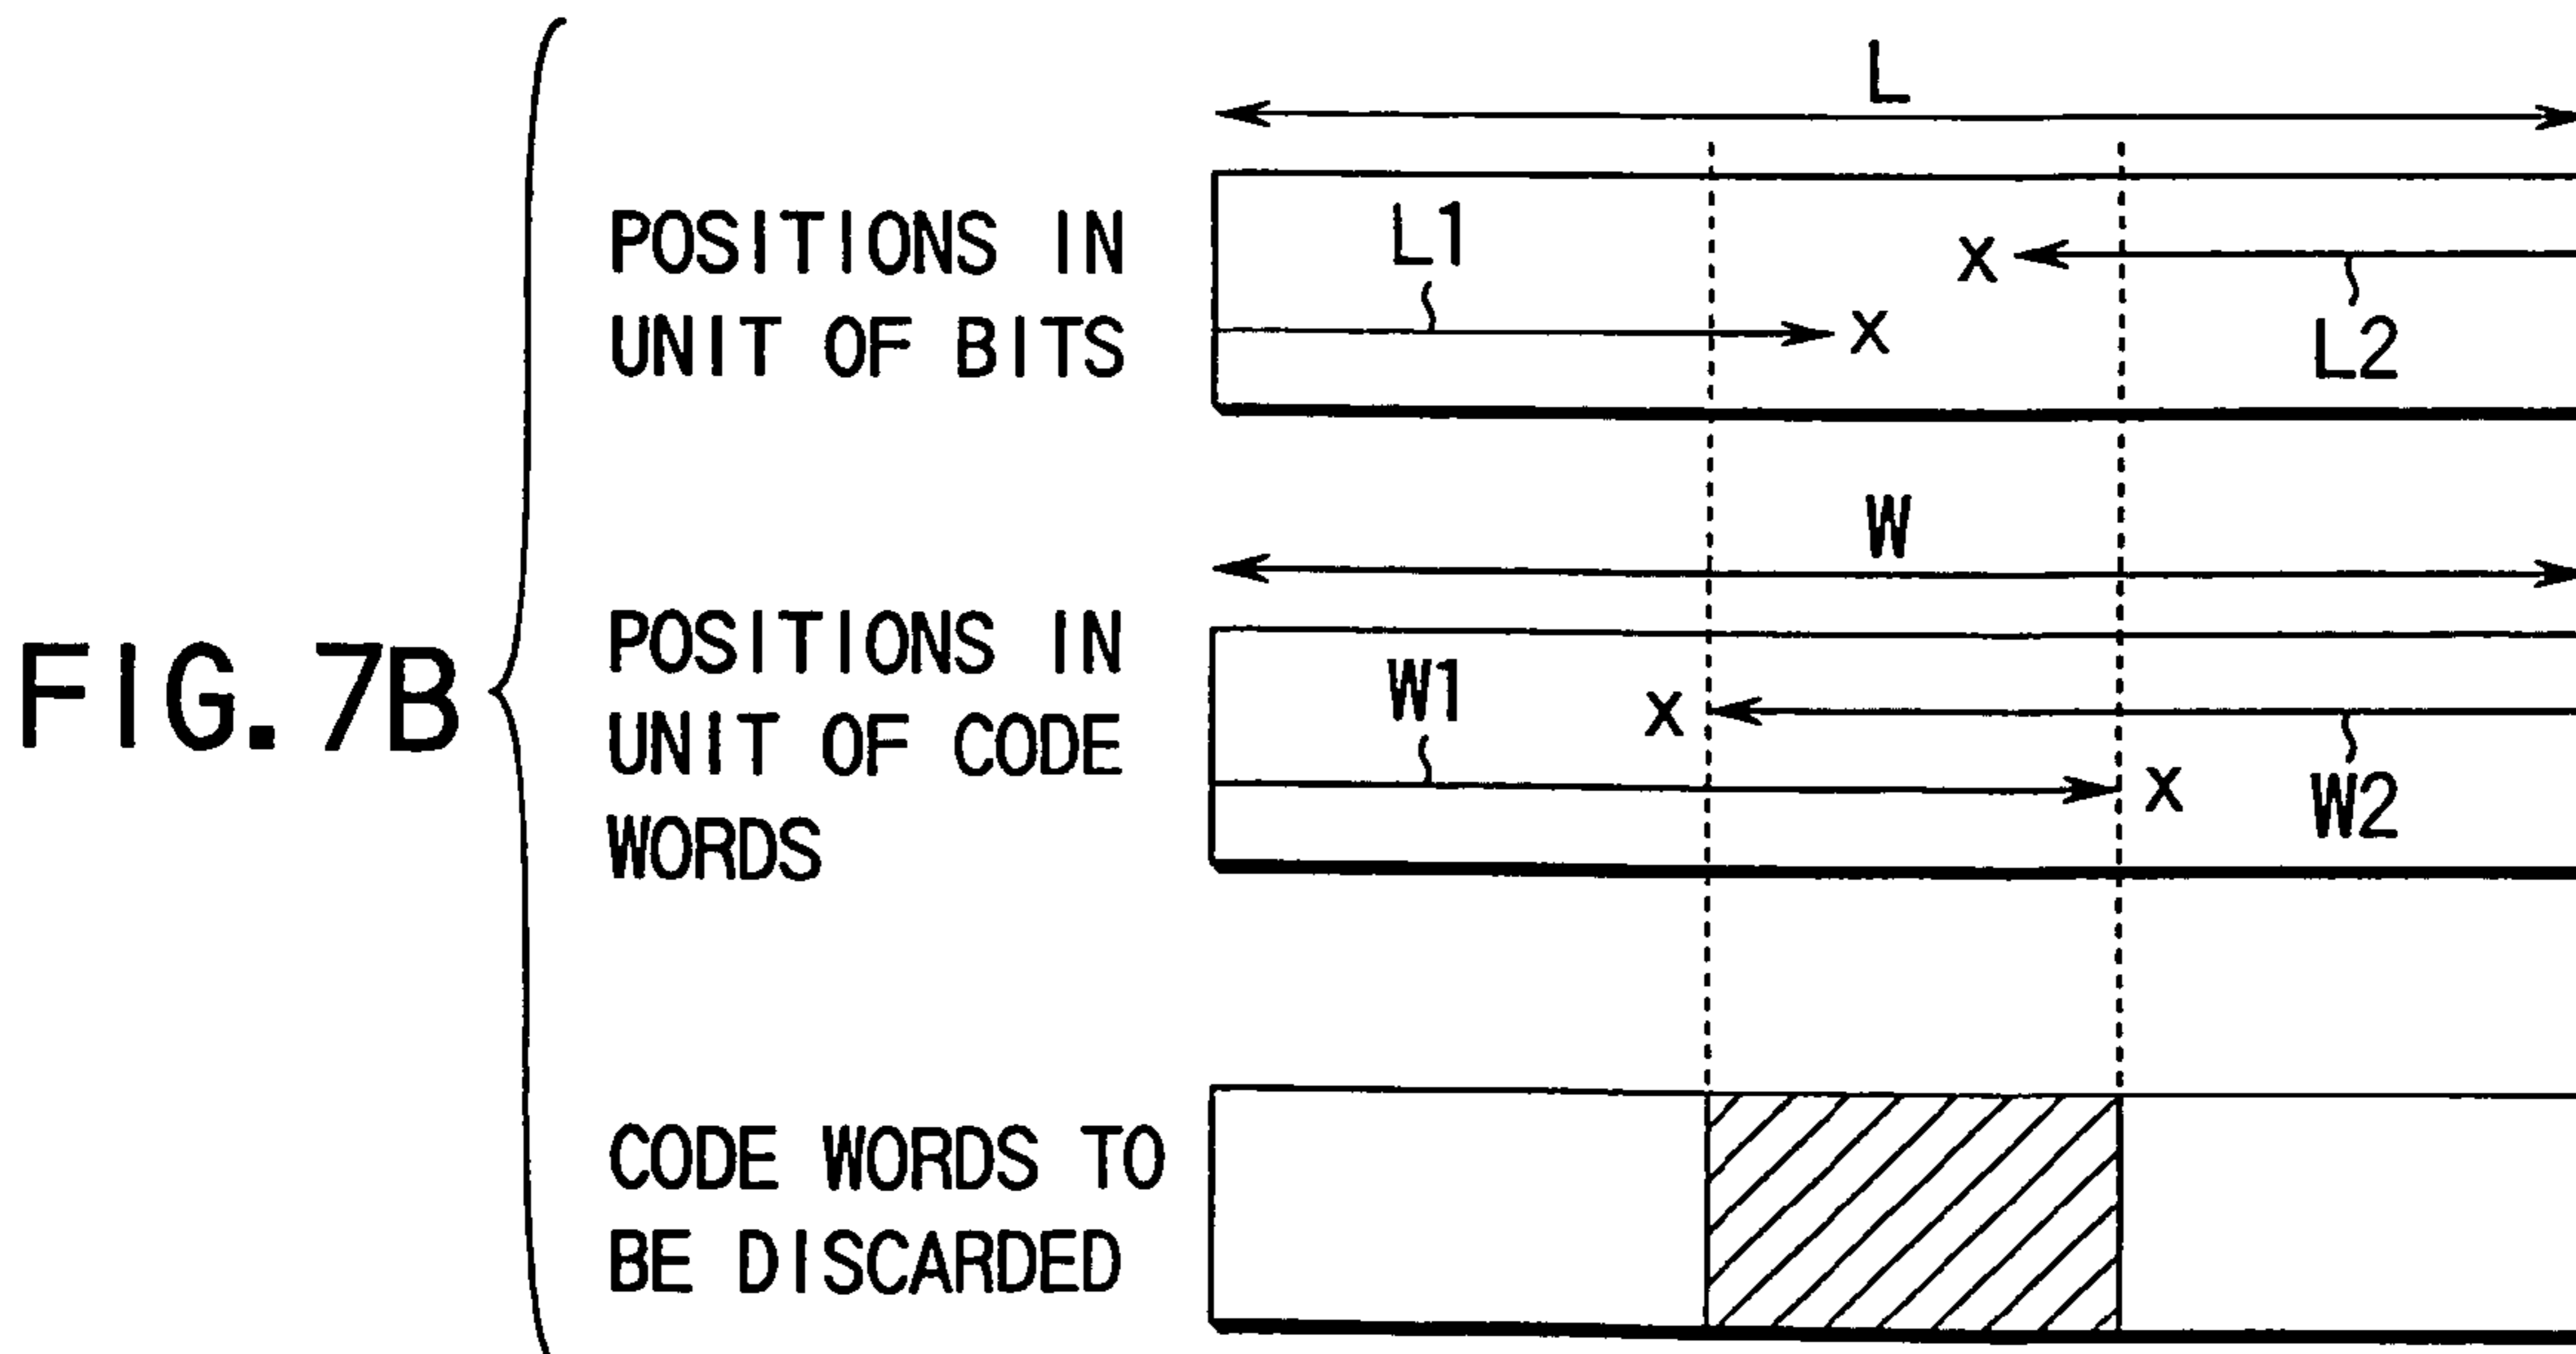 L
POSITIONS IN
UNIT OF BITS
L1
x
x
L2
FIG. 7B
W
POSITIONS IN
UNIT OF CODE
WORDS
W1
x
x
W2
CODE WORDS TO
BE DISCARDED